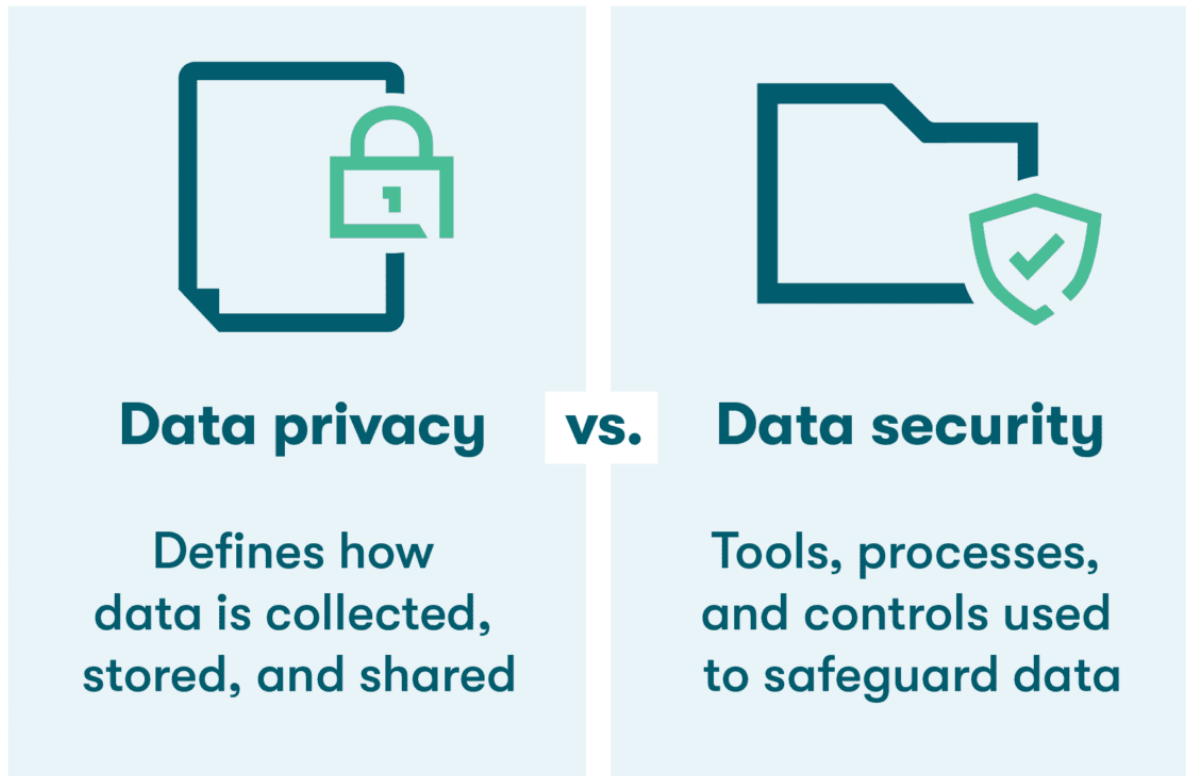 Data privacy
vs.
Data security
Defines how
data is collected,
stored, and shared
Tools, processes,
and controls used
to safeguard data